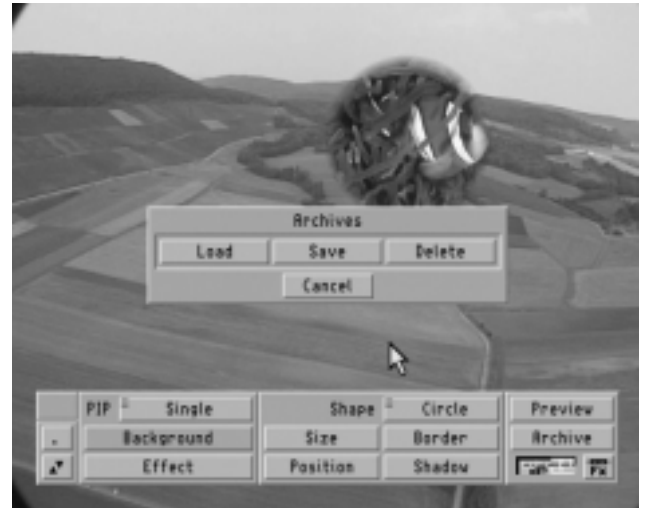 Archives
Load Save Delete
Cancel
PIP Single Shape Circle Preview
. Background Size Border Archive
Effect Position Shadow FX